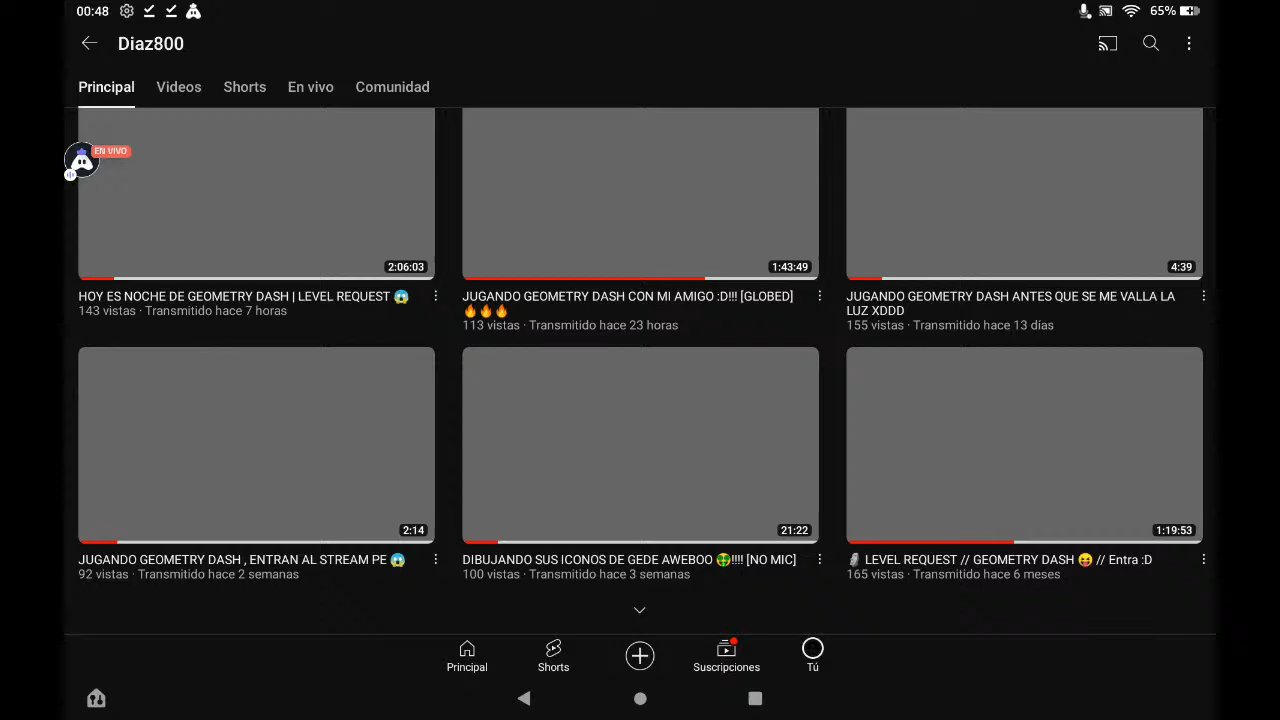 00:48
65%
Diaz800
Principal Videos Shorts En vivo Comunidad
EN VIVO
2:06:03 1:43:49 4:39
HOY ES NOCHE DE GEOMETRY DASH | LEVEL REQUEST 😱
143 vistas · Transmitido hace 7 horas
JUGANDO GEOMETRY DASH CON MI AMIGO :D!!! [GLOBED]
🔥🔥🔥
113 vistas · Transmitido hace 23 horas
JUGANDO GEOMETRY DASH ANTES QUE SE ME VALLA LA
LUZ XDDD
155 vistas · Transmitido hace 13 días
2:14 21:22 1:19:53
JUGANDO GEOMETRY DASH , ENTRAN AL STREAM PE 😱
92 vistas · Transmitido hace 2 semanas
DIBUJANDO SUS ICONOS DE GEDE AWEBOO 🤑!!!! [NO MIC]
100 vistas · Transmitido hace 3 semanas
🗿 LEVEL REQUEST // GEOMETRY DASH 😝 // Entra :D
165 vistas · Transmitido hace 6 meses
Principal Shorts Suscripciones Tú